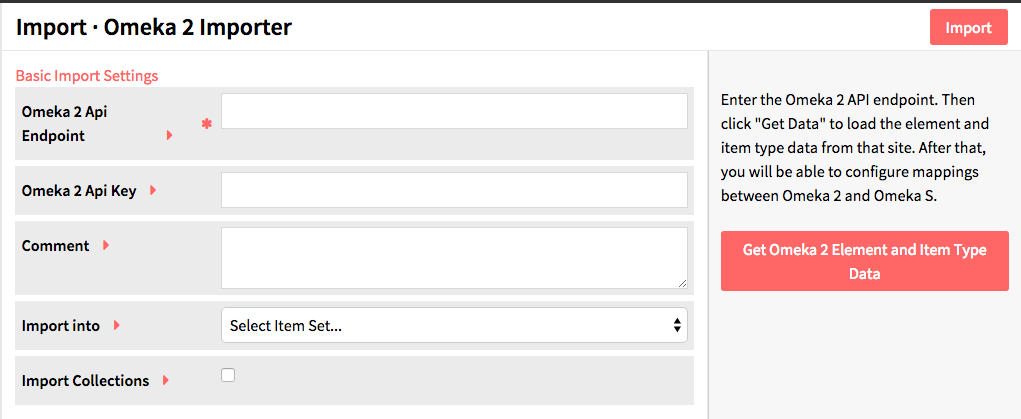 Import · Omeka 2 Importer
Import
Basic Import Settings
Omeka 2 Api
Endpoint
Omeka 2 Api Key
Comment
Import into
Select Item Set...
Import Collections
Enter the Omeka 2 API endpoint. Then
click "Get Data" to load the element and
item type data from that site. After that,
you will be able to configure mappings
between Omeka 2 and Omeka S.
Get Omeka 2 Element and Item Type
Data